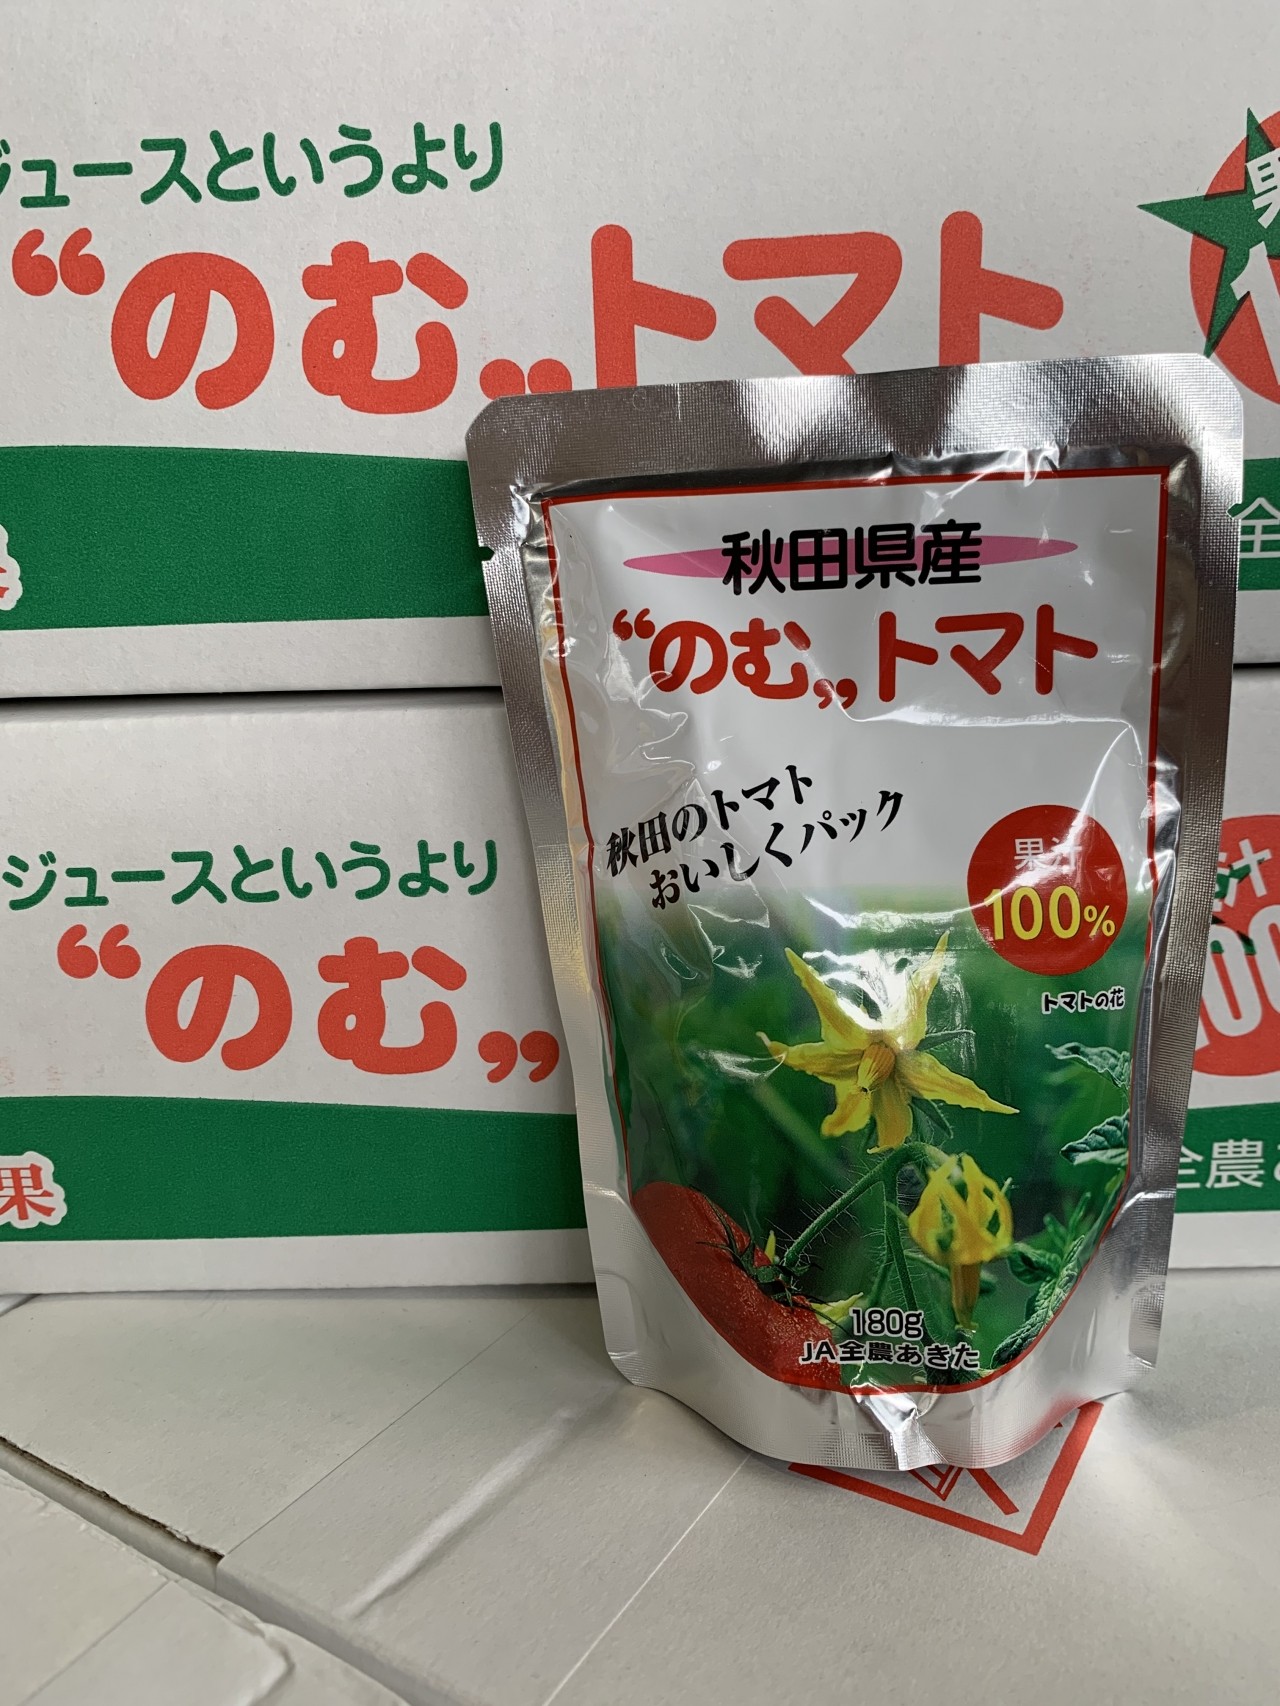 ジュースというより
“のむ„トマト
秋田県産
“のむ„トマト
秋田のトマト
おいしくパック
果汁
100%
トマトの花
180g
JA全農あきた
ジュースというより
“のむ„
果
全農